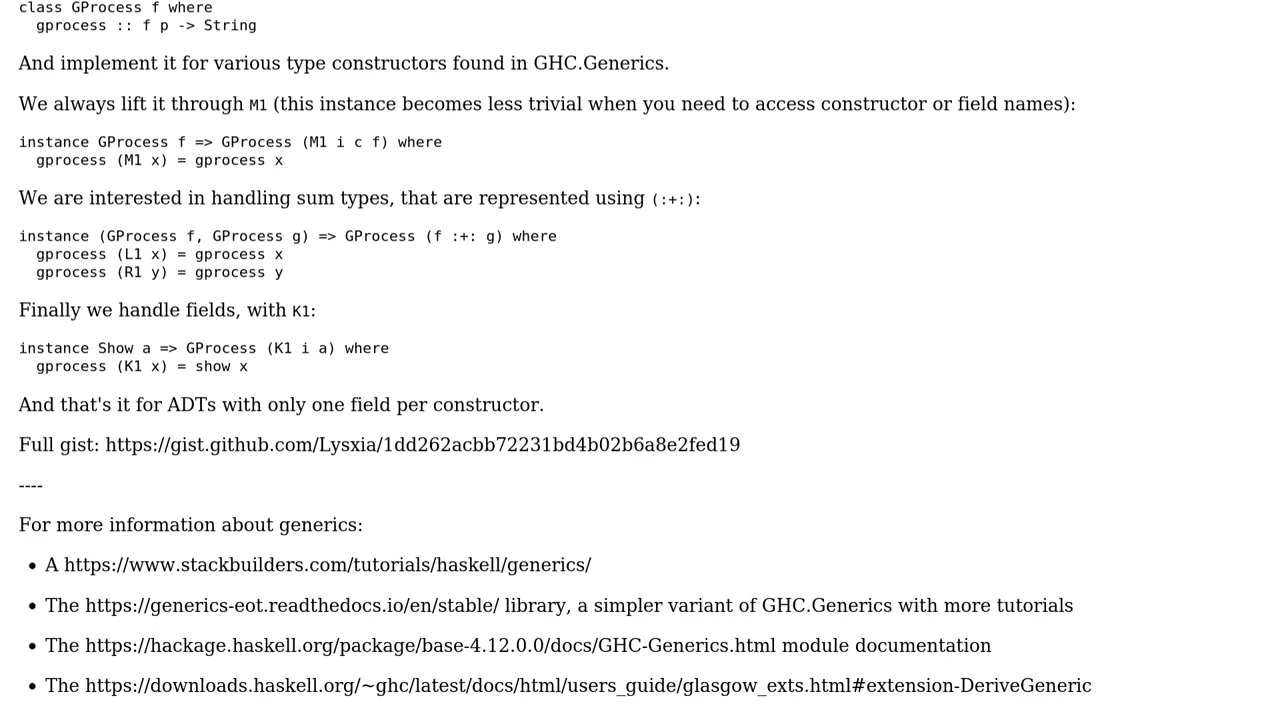 class GProcess f where
  gprocess :: f p -> String
And implement it for various type constructors found in GHC.Generics.
We always lift it through M1 (this instance becomes less trivial when you need to access constructor or field names):
instance GProcess f => GProcess (M1 i c f) where
  gprocess (M1 x) = gprocess x
We are interested in handling sum types, that are represented using (:+:):
instance (GProcess f, GProcess g) => GProcess (f :+: g) where
  gprocess (L1 x) = gprocess x
  gprocess (R1 y) = gprocess y
Finally we handle fields, with K1:
instance Show a => GProcess (K1 i a) where
  gprocess (K1 x) = show x
And that's it for ADTs with only one field per constructor.
Full gist: https://gist.github.com/Lysxia/1dd262acbb72231bd4b02b6a8e2fed19
----
For more information about generics:
• A https://www.stackbuilders.com/tutorials/haskell/generics/
• The https://generics-eot.readthedocs.io/en/stable/ library, a simpler variant of GHC.Generics with more tutorials
• The https://hackage.haskell.org/package/base-4.12.0.0/docs/GHC-Generics.html module documentation
• The https://downloads.haskell.org/~ghc/latest/docs/html/users_guide/glasgow_exts.html#extension-DeriveGeneric